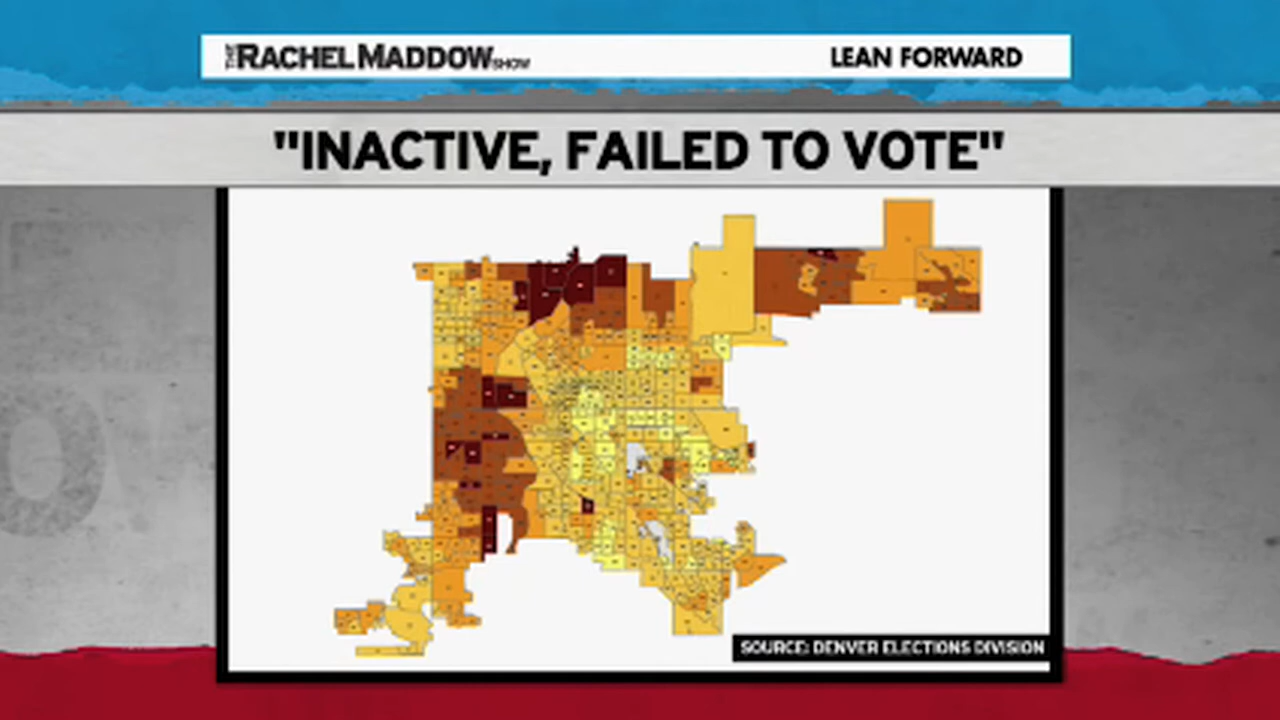 THE RACHEL MADDOW SHOW
LEAN FORWARD
"INACTIVE, FAILED TO VOTE"
SOURCE: DENVER ELECTIONS DIVISION